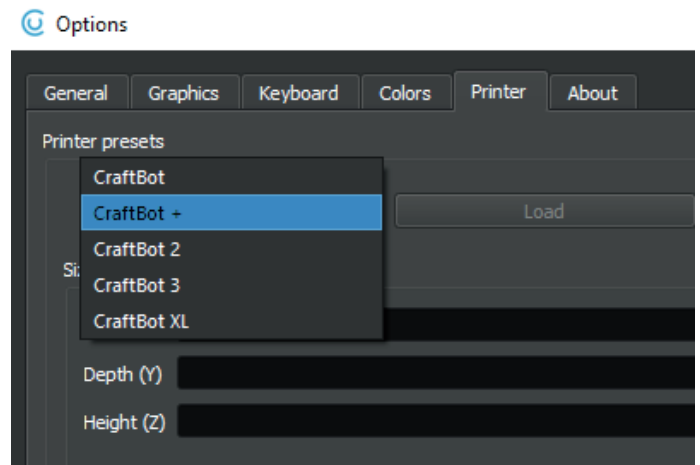 Options
General Graphics Keyboard Colors Printer About
Printer presets
CraftBot
CraftBot + Load
CraftBot 2
CraftBot 3
CraftBot XL
Depth (Y)
Height (Z)